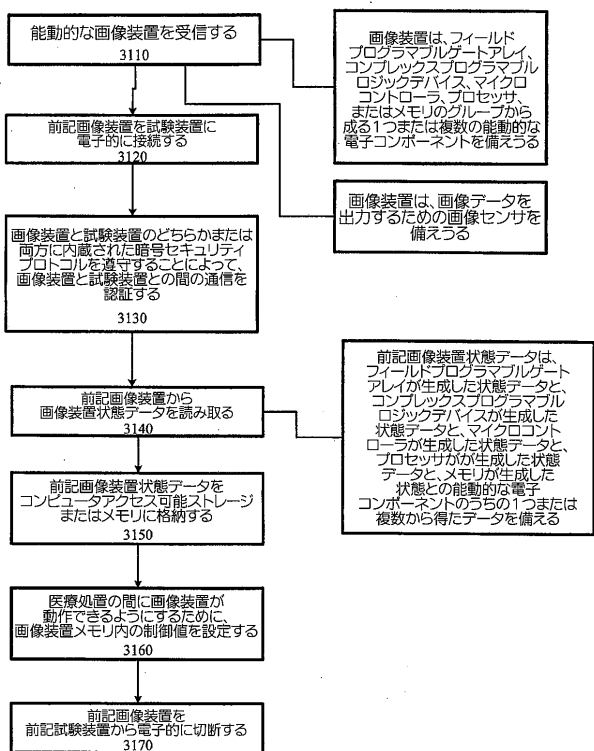 能動的な画像装置を受信する
3110
画像装置は、フィールド
プログラマブルゲートアレイ、
コンプレックスプログラマブル
ロジックデバイス、マイクロ
コントローラ、プロセッサ、
またはメモリのグループから
成る1つまたは複数の能動的な
電子コンポーネントを備えうる
前記画像装置を試験装置に
電子的に接続する
3120
画像装置は、画像データを
出力するための画像センサを
備えうる
画像装置と試験装置のどちらかまたは
両方に内蔵された暗号セキュリティ
プロトコルを遵守することによって、
画像装置と試験装置との間の通信を
認証する
3130
前記画像装置から
画像装置状態データを読み取る
3140
前記画像装置状態データは、
フィールドプログラマブルゲート
アレイが生成した状態データと、
コンプレックスプログラマブル
ロジックデバイスが生成した
状態データと、マイクロコント
ローラが生成した状態データと、
プロセッサがが生成した状態
データと、メモリが生成した
状態との能動的な電子
コンポーネントのうちの1つまたは
複数から得たデータを備える
前記画像装置状態データを
コンピュータアクセス可能ストレージ
またはメモリに格納する
3150
医療処置の間に画像装置が
動作できるようにするために、
画像装置メモリ内の制御値を設定する
3160
前記画像装置を
前記試験装置から電子的に切断する
3170